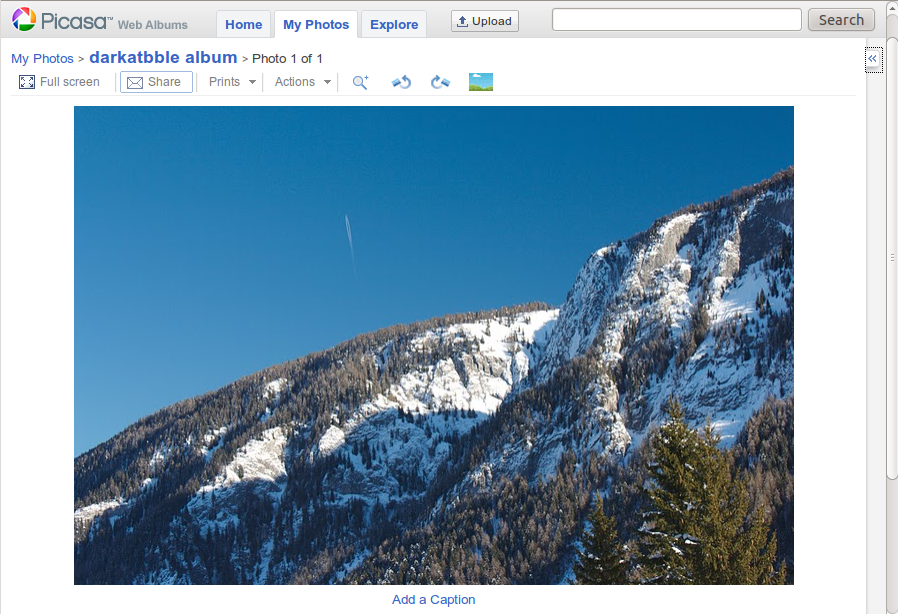 Picasa™ Web Albums Home My Photos Explore Upload Search
My Photos > darkatbble album > Photo 1 of 1
Full screen Share Prints Actions
Add a Caption